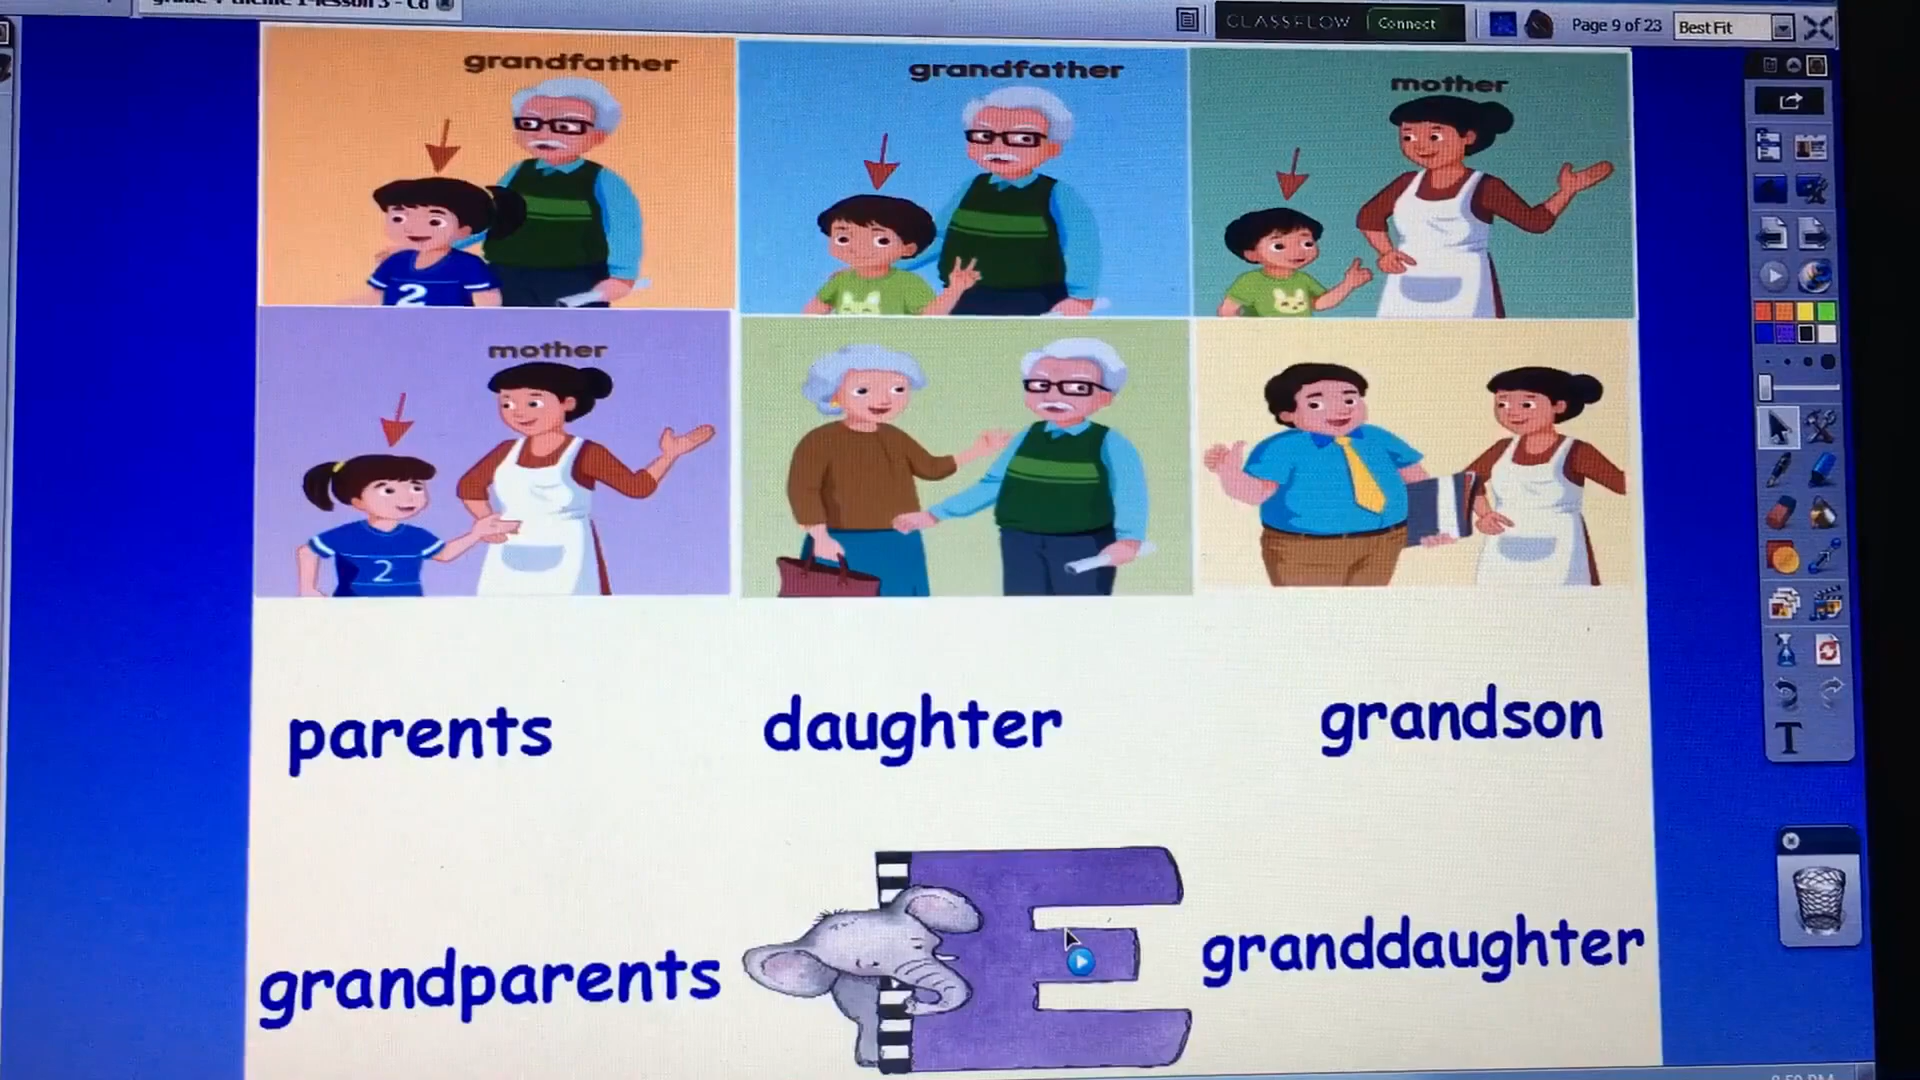 CLASSFLOW Connect Page 9 of 23 Best Fit
grandfather
grandfather
mother
2
mother
2
parents
daughter
grandson
grandparents
E
granddaughter
T